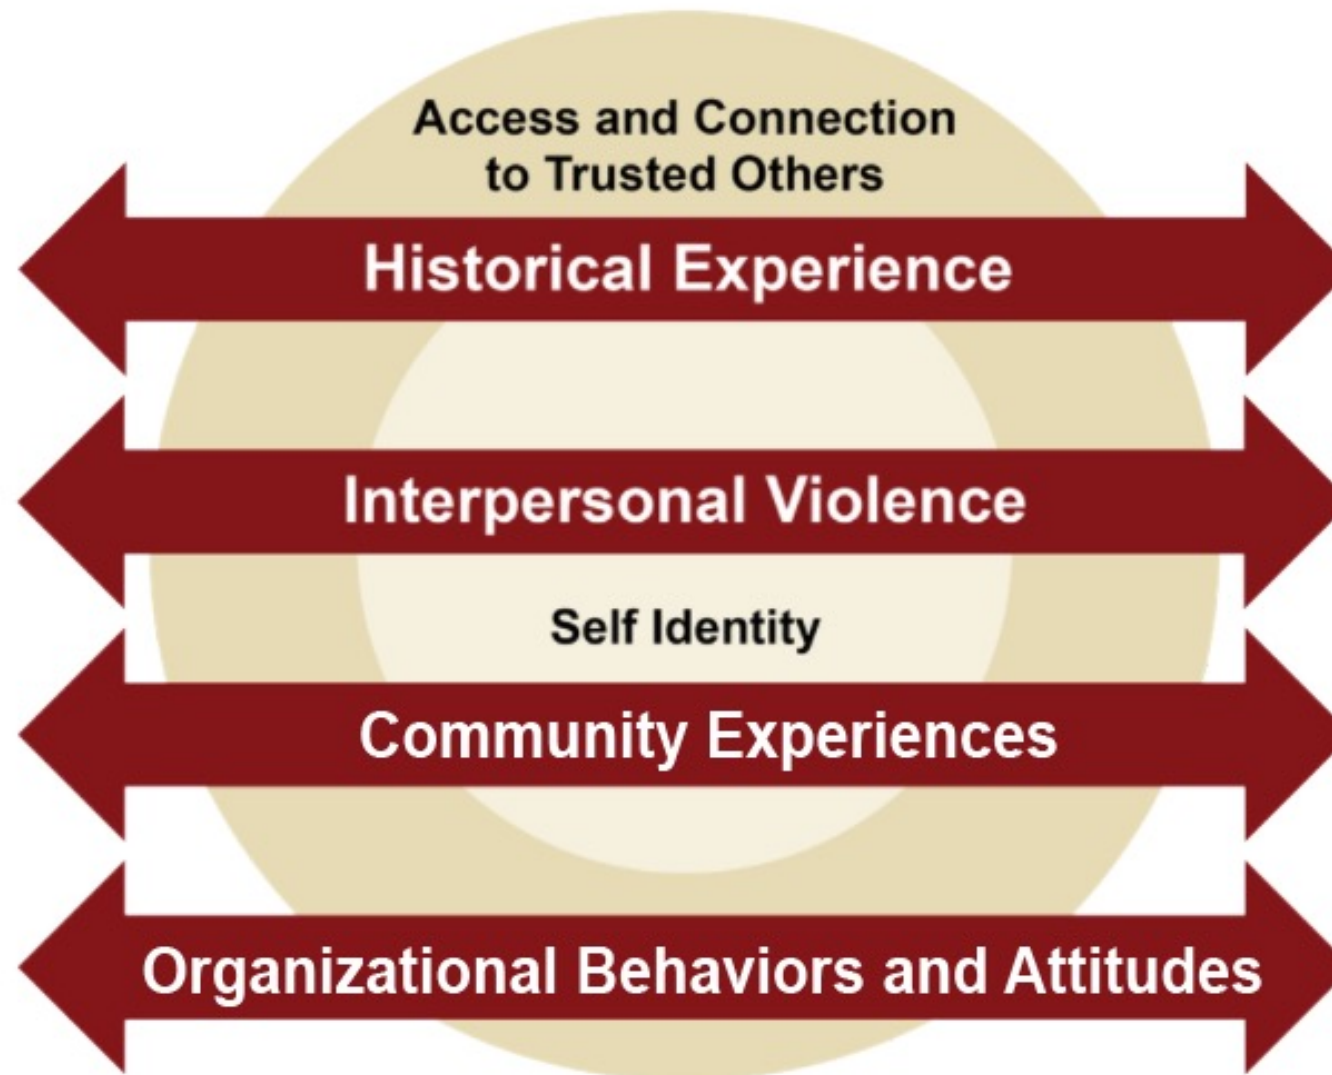 Access and Connection
to Trusted Others
Historical Experience
Interpersonal Violence
Self Identity
Community Experiences
Organizational Behaviors and Attitudes